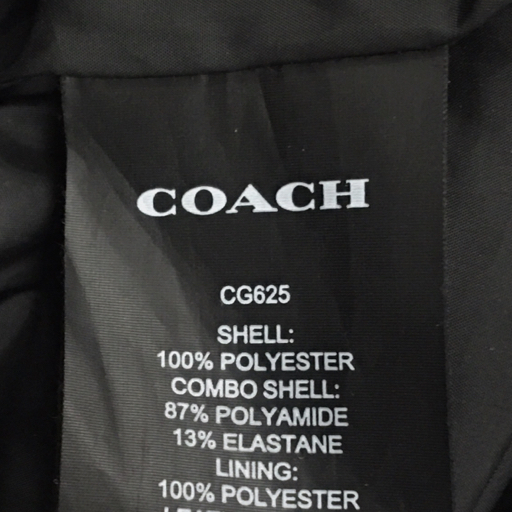 COACH
CG625
SHELL:
100% POLYESTER
COMBO SHELL:
87% POLYAMIDE
13% ELASTANE
LINING:
100% POLYESTER